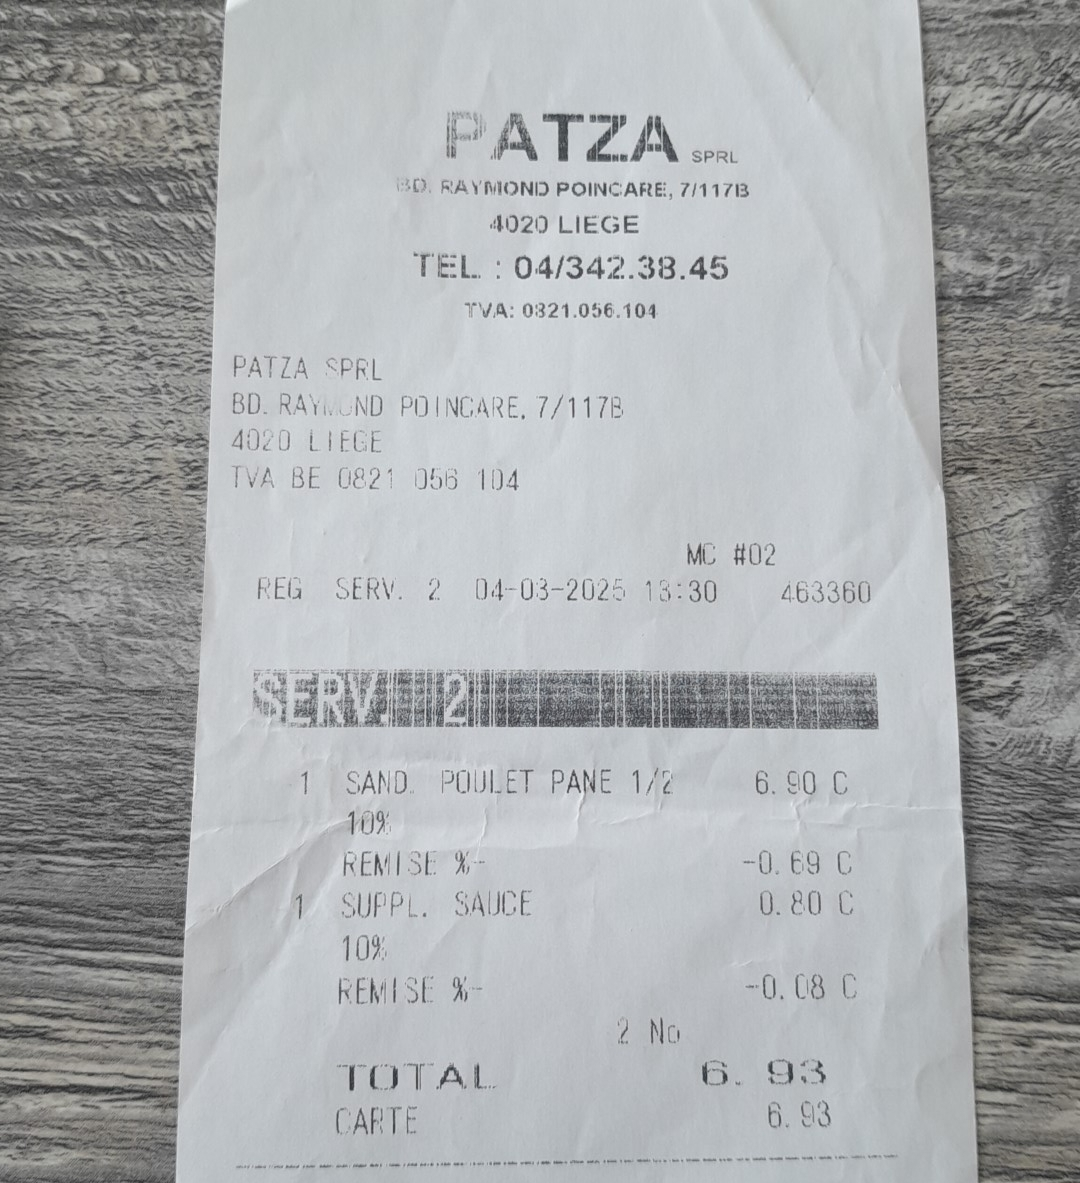 PATZA SPRL
BD. RAYMOND POINCARE, 7/117B
4020 LIEGE
TEL. : 04/342.38.45
TVA: 0821.056.104
PATZA SPRL
BD. RAYMOND POINCARE, 7/117B
4020 LIEGE
TVA BE 0821 056 104
MC #02
REG SERV. 2 04-03-2025 13:30 463360
SERV. 2
1 SAND. POULET PANE 1/2 6.90 C
10%
REMISE %- -0.69 C
1 SUPPL. SAUCE 0.80 C
10%
REMISE %- -0.08 C
2 No
TOTAL 6.93
CARTE 6.93